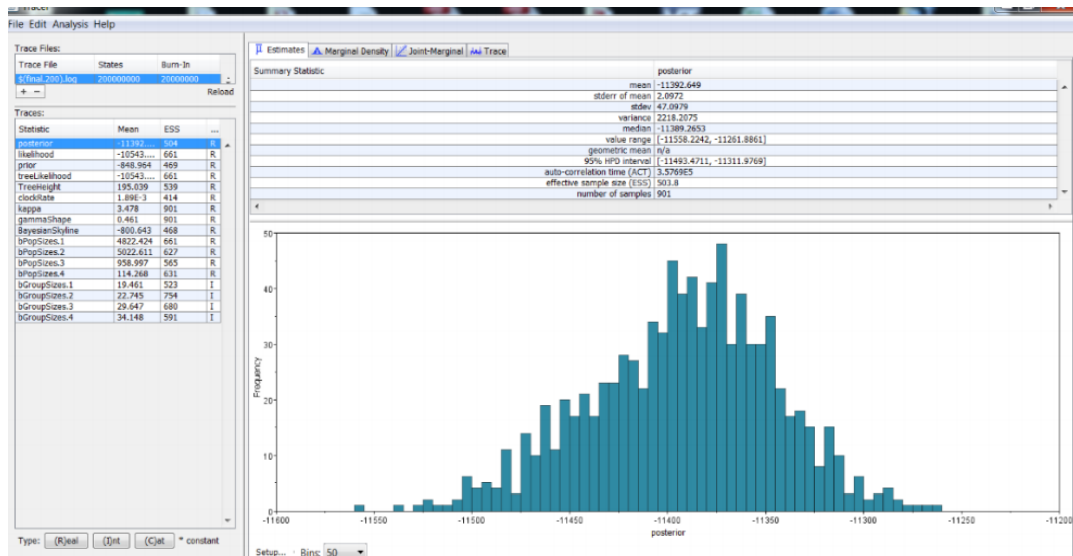 Tracer
File Edit Analysis Help
Trace Files:
Trace File States Burn-In
$(final.200).log 200000000 20000000
+ − Reload
Traces:
Statistic Mean ESS ...
posterior -11392.... 504 R
likelihood -10543.... 661 R
prior -848.964 469 R
treeLikelihood -10543.... 661 R
TreeHeight 195.039 539 R
clockRate 1.89E-3 414 R
kappa 3.478 901 R
gammaShape 0.461 901 R
BayesianSkyline -800.643 468 R
bPopSizes.1 4822.424 661 R
bPopSizes.2 5022.611 627 R
bPopSizes.3 958.997 565 R
bPopSizes.4 114.268 631 R
bGroupSizes.1 19.461 523 I
bGroupSizes.2 22.745 754 I
bGroupSizes.3 29.647 680 I
bGroupSizes.4 34.148 591 I
Type: (R)eal (I)nt (C)at * constant
Estimates Marginal Density Joint-Marginal Trace
Summary Statistic posterior
mean -11392.649
stderr of mean 2.0972
stdev 47.0979
variance 2218.2075
median -11389.2653
value range [-11558.2242, -11261.8861]
geometric mean n/a
95% HPD interval [-11493.4711, -11311.9769]
auto-correlation time (ACT) 3.5769E5
effective sample size (ESS) 503.8
number of samples 901
50
40
30
20
10
0
Frequency
-11600 -11550 -11500 -11450 -11400 -11350 -11300 -11250 -11200
posterior
Setup... Bins: 50